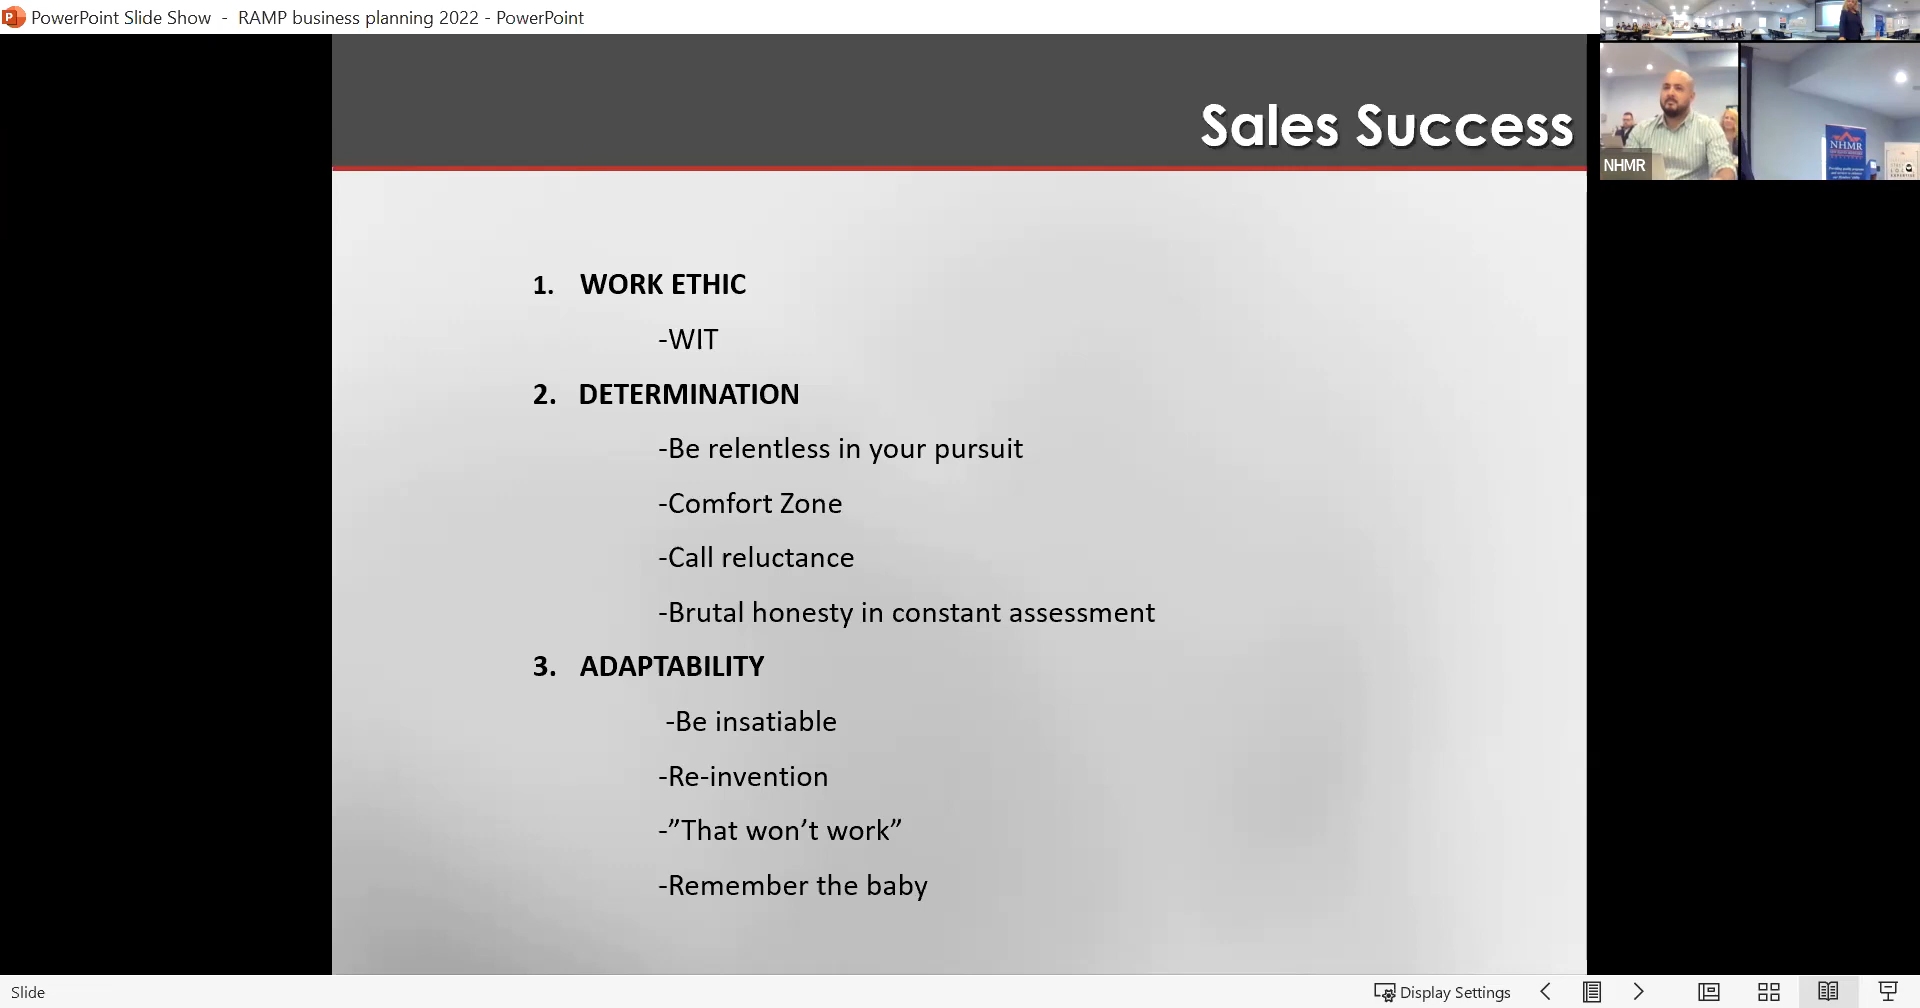 PowerPoint Slide Show - RAMP business planning 2022 - PowerPoint
Sales Success
NHMR
NHMR
1. WORK ETHIC
-WIT
2. DETERMINATION
-Be relentless in your pursuit
-Comfort Zone
-Call reluctance
-Brutal honesty in constant assessment
3. ADAPTABILITY
-Be insatiable
-Re-invention
-”That won’t work”
-Remember the baby
Slide
Display Settings